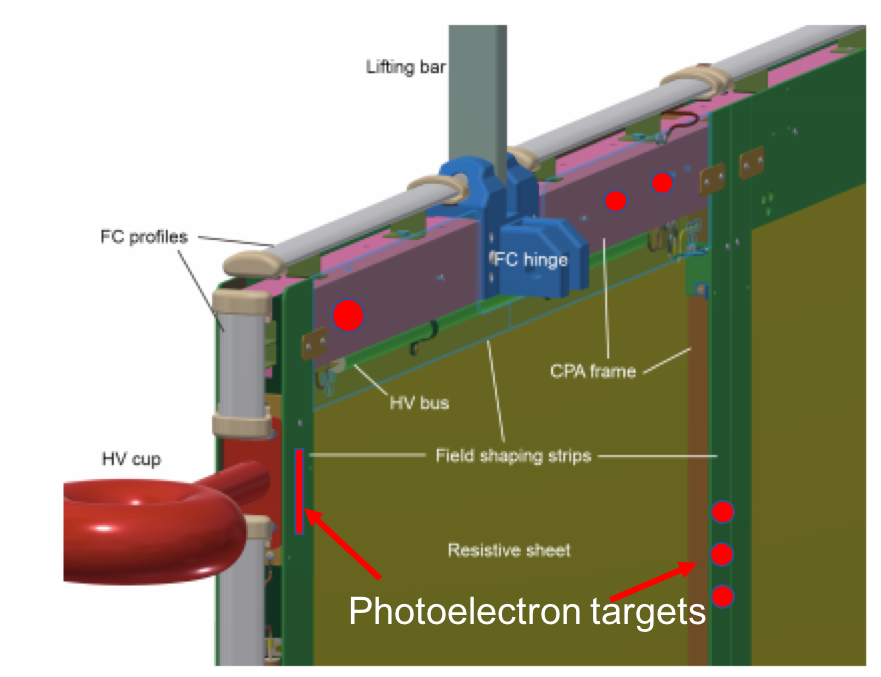 Lifting bar
FC profiles
FC hinge
CPA frame
HV bus
HV cup
Field shaping strips
Resistive sheet
Photoelectron targets